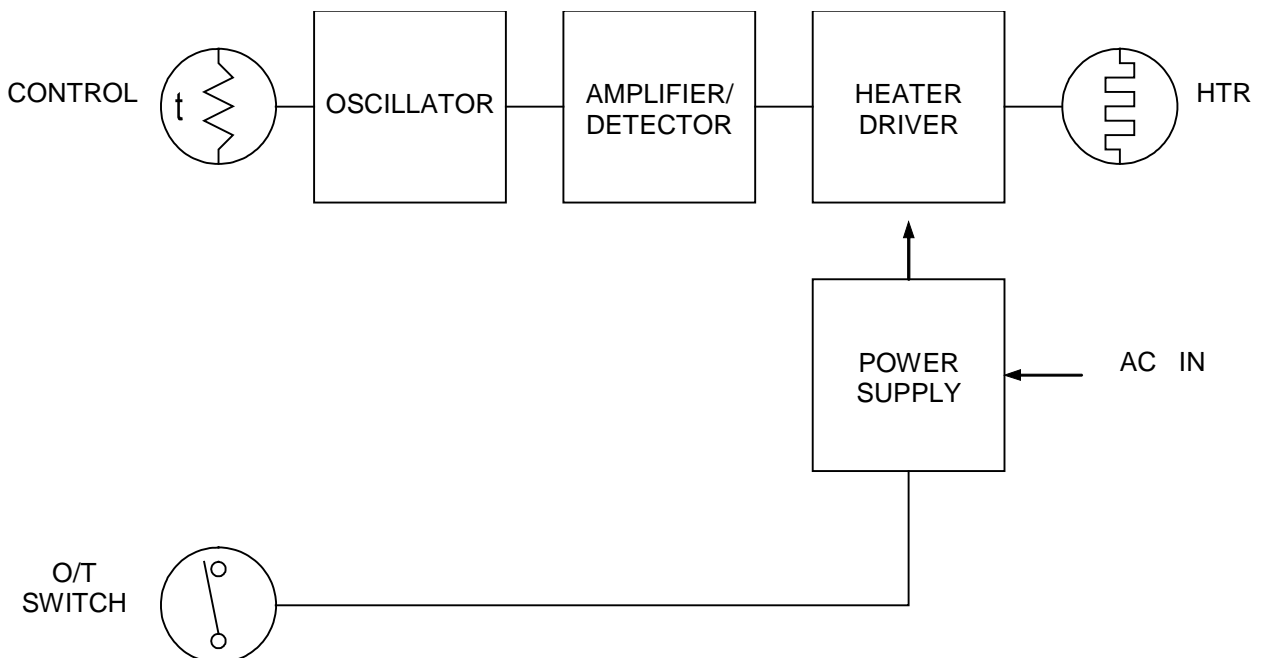 CONTROL
t
OSCILLATOR
AMPLIFIER/
DETECTOR
HEATER
DRIVER
HTR
POWER
SUPPLY
AC IN
O/T
SWITCH